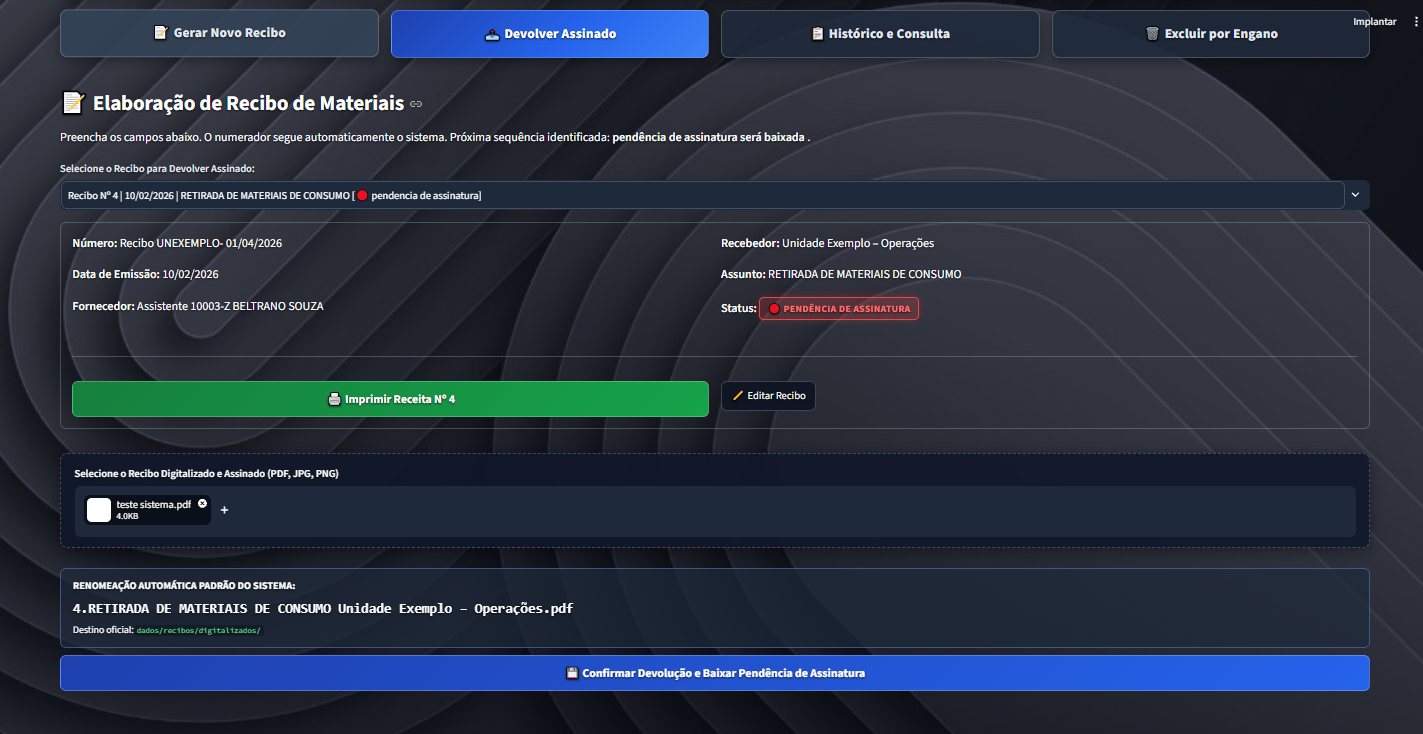 Implantar
📝 Gerar Novo Recibo
📤 Devolver Assinado
📋 Histórico e Consulta
🗑️ Excluir por Engano
📝 Elaboração de Recibo de Materiais
Preencha os campos abaixo. O numerador segue automaticamente o sistema. Próxima sequência identificada: pendência de assinatura será baixada .
Selecione o Recibo para Devolver Assinado:
Recibo Nº 4 | 10/02/2026 | RETIRADA DE MATERIAIS DE CONSUMO [ 🔴 pendencia de assinatura]
Número: Recibo UNEXEMPLO- 01/04/2026
Recebedor: Unidade Exemplo – Operações
Data de Emissão: 10/02/2026
Assunto: RETIRADA DE MATERIAIS DE CONSUMO
Fornecedor: Assistente 10003-Z BELTRANO SOUZA
Status: 🔴 PENDÊNCIA DE ASSINATURA
🖨️ Imprimir Receita Nº 4
✏️ Editar Recibo
Selecione o Recibo Digitalizado e Assinado (PDF, JPG, PNG)
teste sistema.pdf
4.0KB
+
RENOMEAÇÃO AUTOMÁTICA PADRÃO DO SISTEMA:
4.RETIRADA DE MATERIAIS DE CONSUMO Unidade Exemplo – Operações.pdf
Destino oficial: dados/recibos/digitalizados/
💾 Confirmar Devolução e Baixar Pendência de Assinatura